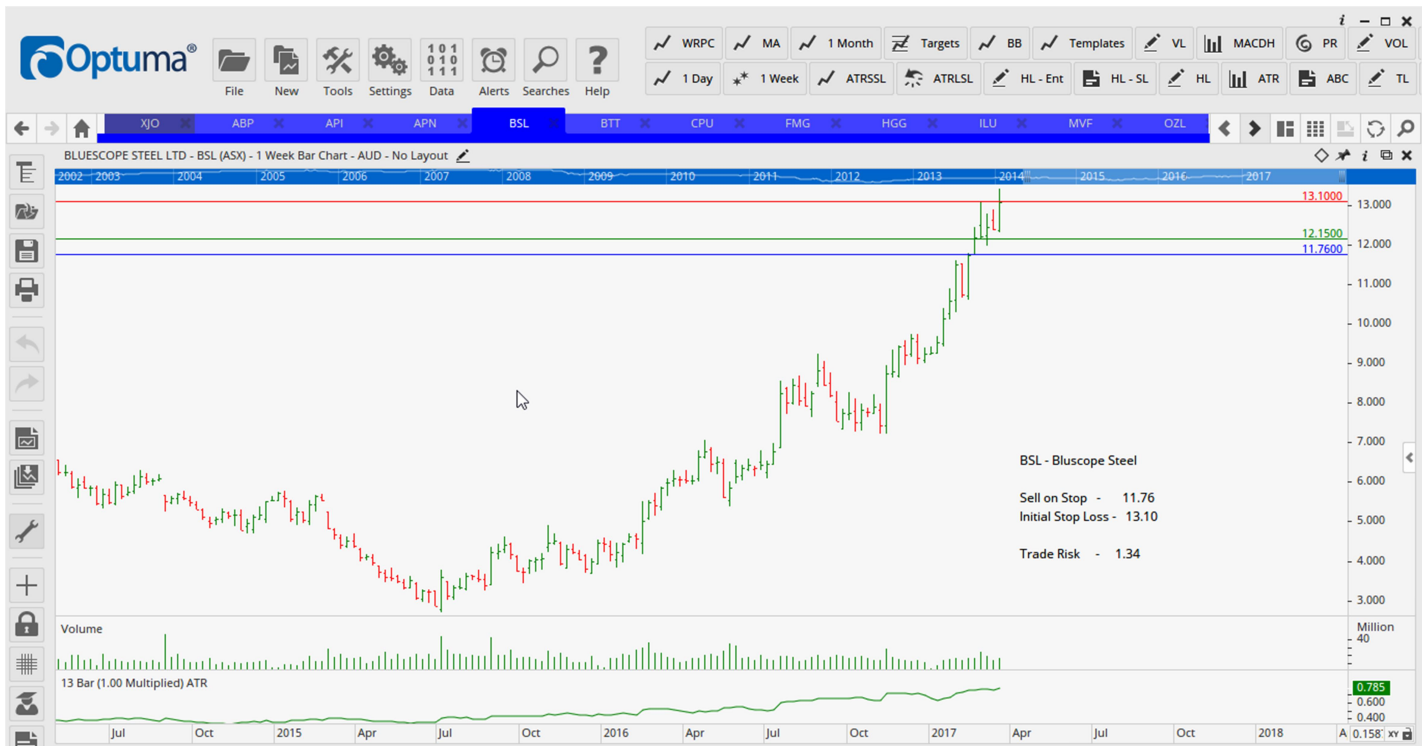 i
Optuma®
File
New
Tools
Settings
101
010
111
Data
Alerts
Searches
?
Help
WRPC MA 1 Month Targets BB Templates VL MACDH PR VOL
1 Day 1 Week ATRSSL ATRLSL HL - Ent HL - SL HL ATR ABC TL
XJO ABP API APN BSL BTT CPU FMG HGG ILU MVF OZL
BLUESCOPE STEEL LTD - BSL (ASX) - 1 Week Bar Chart - AUD - No Layout
i
2002 2003 2004 2005 2006 2007 2008 2009 2010 2011 2012 2013 2014 2015 2016 2017
13.1000
13.000
12.1500
12.000
11.7600
11.000
10.000
9.000
8.000
7.000
BSL - Bluscope Steel
6.000
Sell on Stop - 11.76
Initial Stop Loss - 13.10
5.000
Trade Risk - 1.34
4.000
3.000
Volume
Million
40
13 Bar (1.00 Multiplied) ATR
0.785
0.600
0.400
Jul Oct 2015 Apr Jul Oct 2016 Apr Jul Oct 2017 Apr Jul Oct 2018 A 0.158 XY